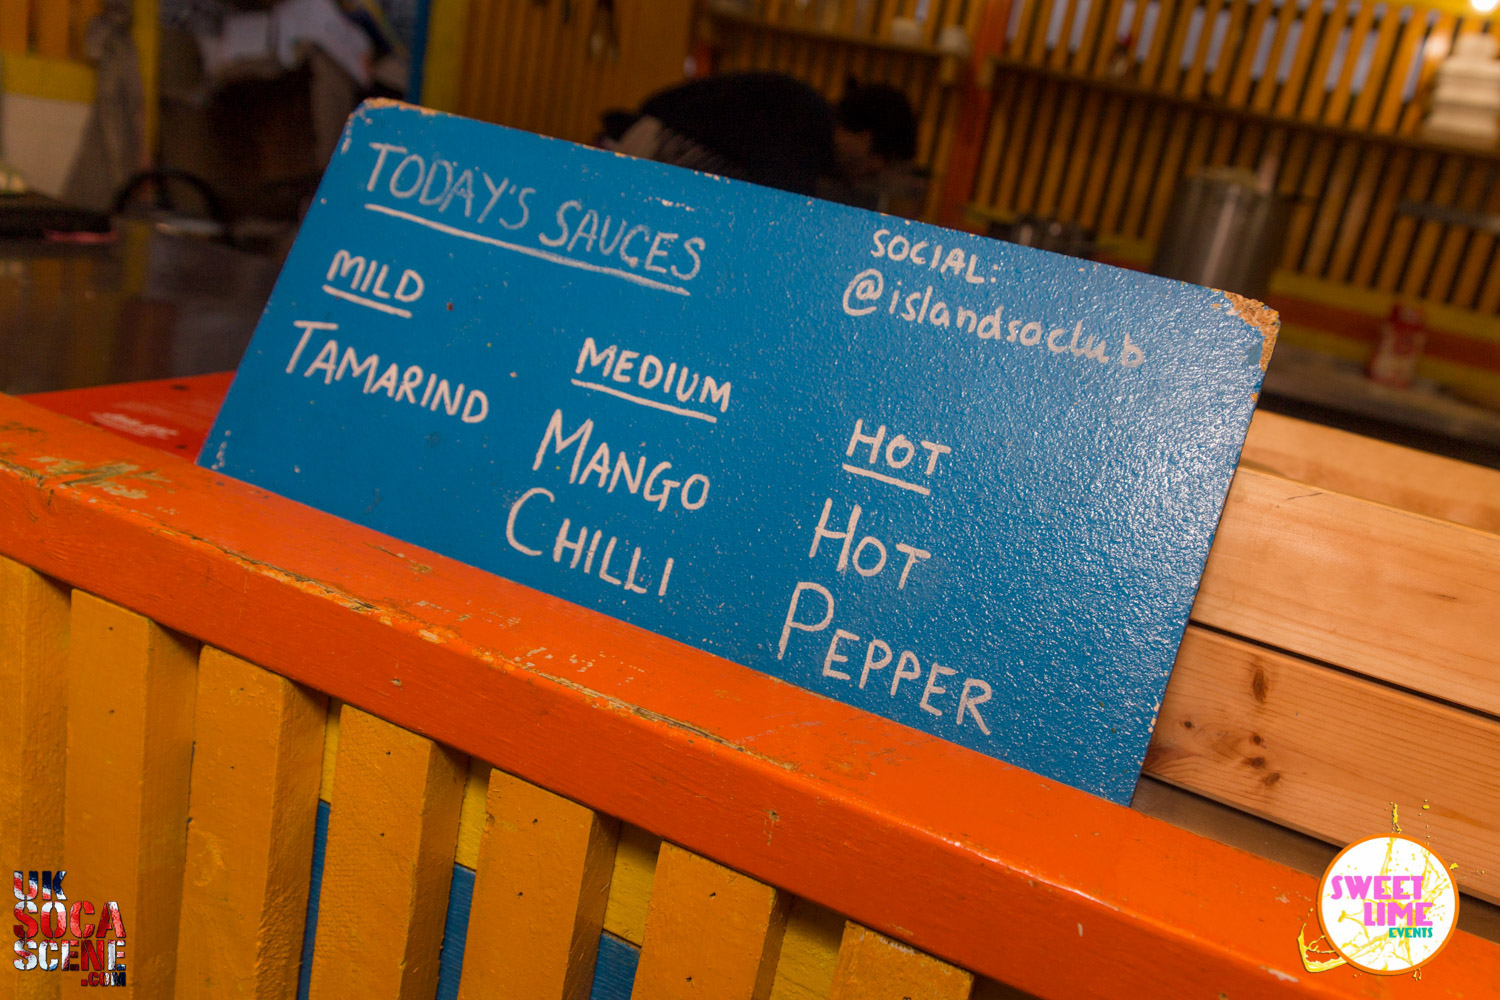 TODAY'S SAUCES
MILD
TAMARIND
MEDIUM
MANGO
CHILLI
HOT
HOT
PEPPER
SOCIAL:
@islandsoclub
UK
SOCA
SCENE
.COM
SWEET
LIME
EVENTS